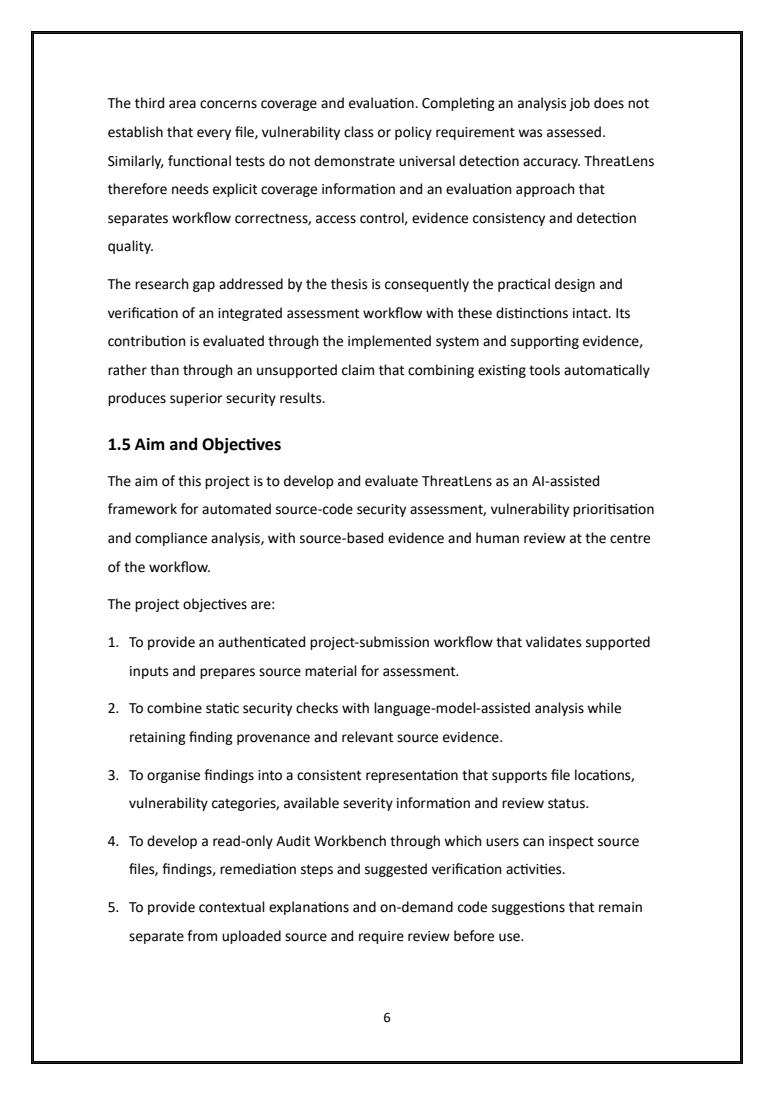 The third area concerns coverage and evaluation. Completing an analysis job does not
establish that every file, vulnerability class or policy requirement was assessed.
Similarly, functional tests do not demonstrate universal detection accuracy. ThreatLens
therefore needs explicit coverage information and an evaluation approach that
separates workflow correctness, access control, evidence consistency and detection
quality.
The research gap addressed by the thesis is consequently the practical design and
verification of an integrated assessment workflow with these distinctions intact. Its
contribution is evaluated through the implemented system and supporting evidence,
rather than through an unsupported claim that combining existing tools automatically
produces superior security results.
1.5 Aim and Objectives
The aim of this project is to develop and evaluate ThreatLens as an AI-assisted
framework for automated source-code security assessment, vulnerability prioritisation
and compliance analysis, with source-based evidence and human review at the centre
of the workflow.
The project objectives are:
1. To provide an authenticated project-submission workflow that validates supported
inputs and prepares source material for assessment.
2. To combine static security checks with language-model-assisted analysis while
retaining finding provenance and relevant source evidence.
3. To organise findings into a consistent representation that supports file locations,
vulnerability categories, available severity information and review status.
4. To develop a read-only Audit Workbench through which users can inspect source
files, findings, remediation steps and suggested verification activities.
5. To provide contextual explanations and on-demand code suggestions that remain
separate from uploaded source and require review before use.
6